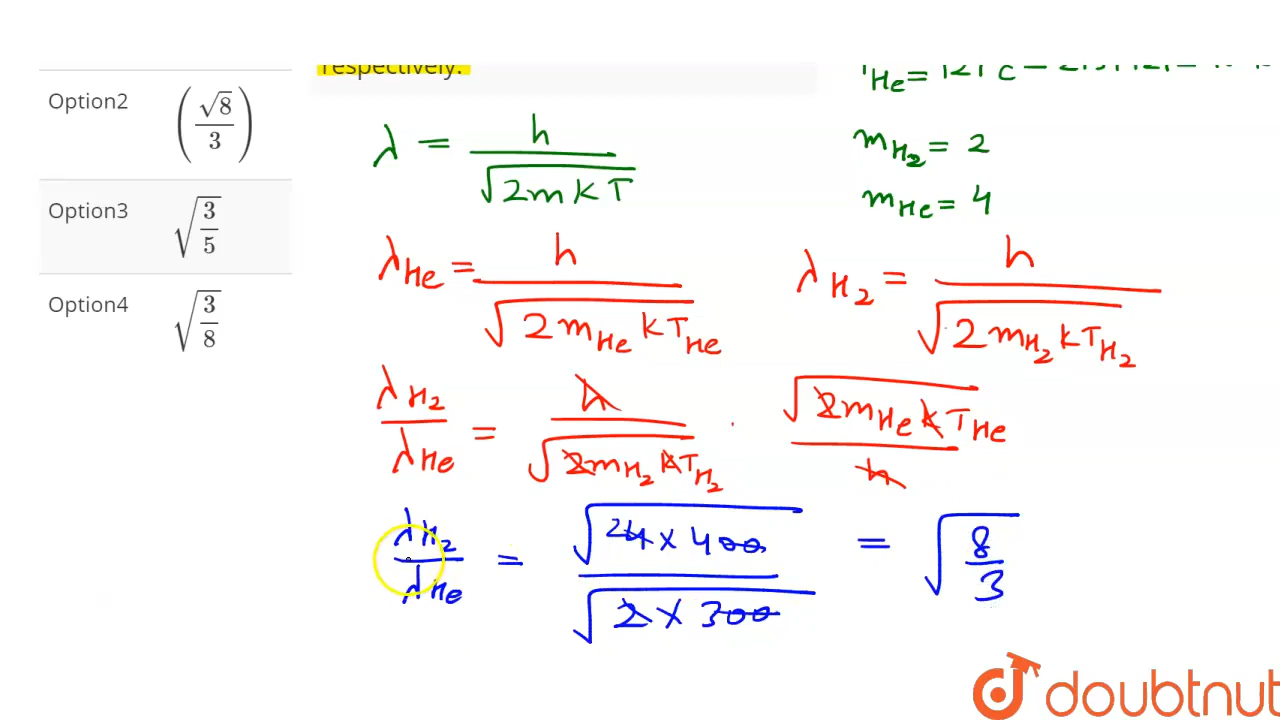 respectively.
Option2 (√8/3)
Option3 √(3/5)
Option4 √(3/8)
λ = h/√(2mKT)
m_H₂ = 2
m_He = 4
λ_He = h/√(2m_He KT_He)
λ_H₂ = h/√(2m_H₂ KT_H₂)
λ_H₂/λ_He = h/√(2m_H₂ kT_H₂) · √(2m_He kT_He)/h
λ_H₂/λ_He = √(24 × 400)/√(2 × 300) = √(8/3)
doubtnut